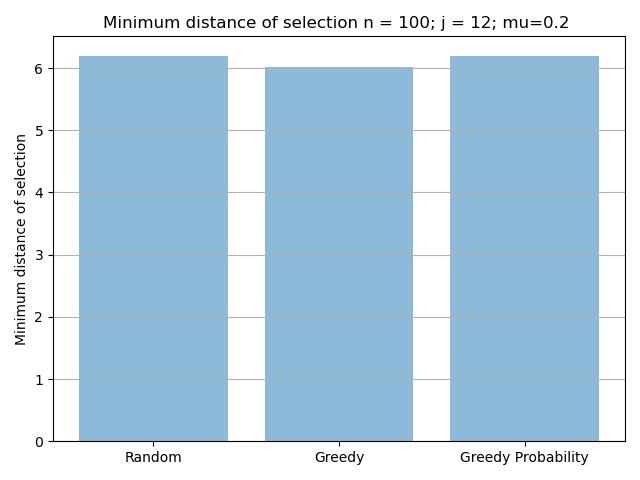 Minimum distance of selection n = 100; j = 12; mu=0.2
6
5
4
3
2
1
0
Minimum distance of selection
Random
Greedy
Greedy Probability